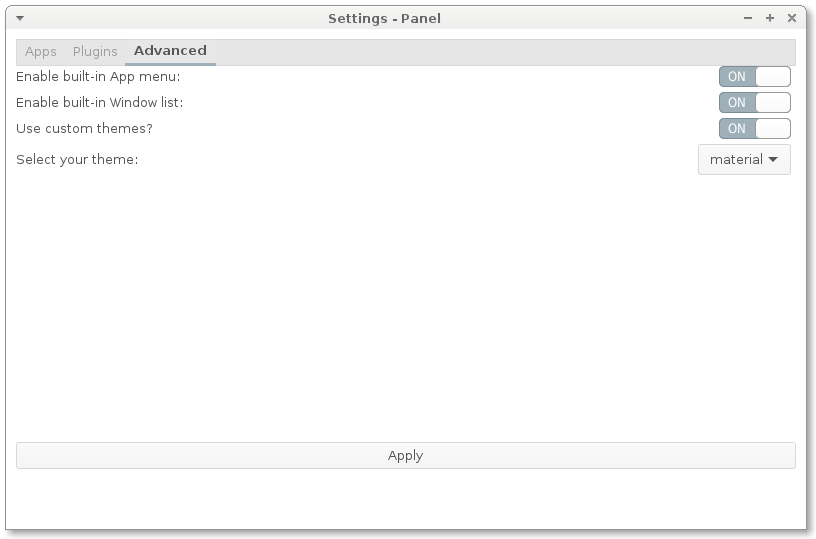 Settings - Panel
Apps Plugins Advanced
Enable built-in App menu: ON
Enable built-in Window list: ON
Use custom themes? ON
Select your theme: material
Apply